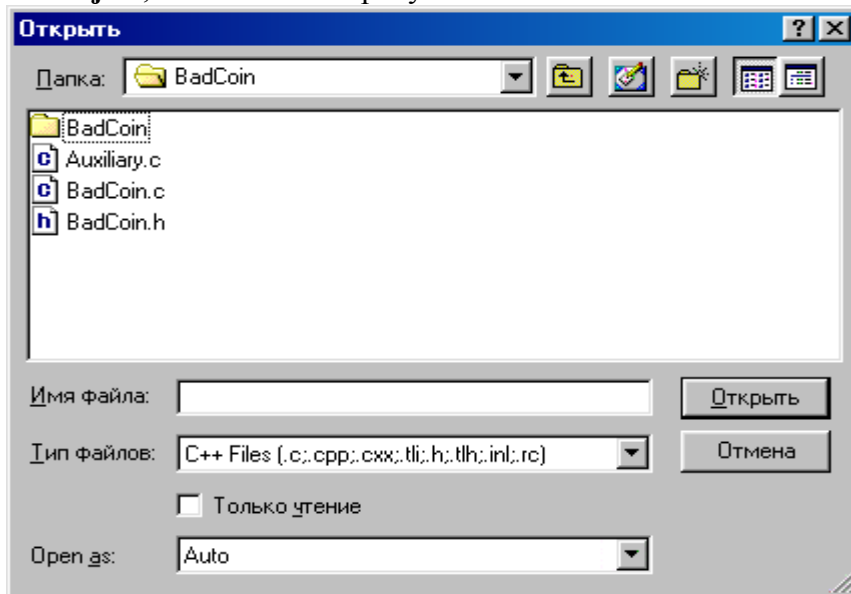 Открыть
Папка: BadCoin
BadCoin
Auxiliary.c
BadCoin.c
BadCoin.h
Имя файла: Открыть
Тип файлов: C++ Files (.c;.cpp;.cxx;.tli;.h;.tlh;.inl;.rc) Отмена
Только чтение
Open as: Auto